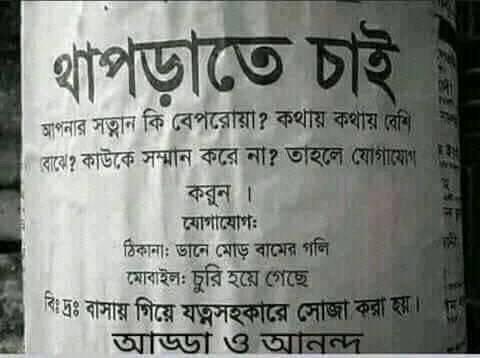 থাপড়াতে চাই
আপনার সন্তান কি বেপরোয়া? কথায় কথায় বেশি
বোঝে? কাউকে সম্মান করে না? তাহলে যোগাযোগ
করুন ।
যোগাযোগ:
ঠিকানা: ডানে মোড় বামের গলি
মোবাইল: চুরি হয়ে গেছে
বিঃ দ্রঃ বাসায় গিয়ে যত্নসহকারে সোজা করা হয় ।
আড্ডা ও আনন্দ